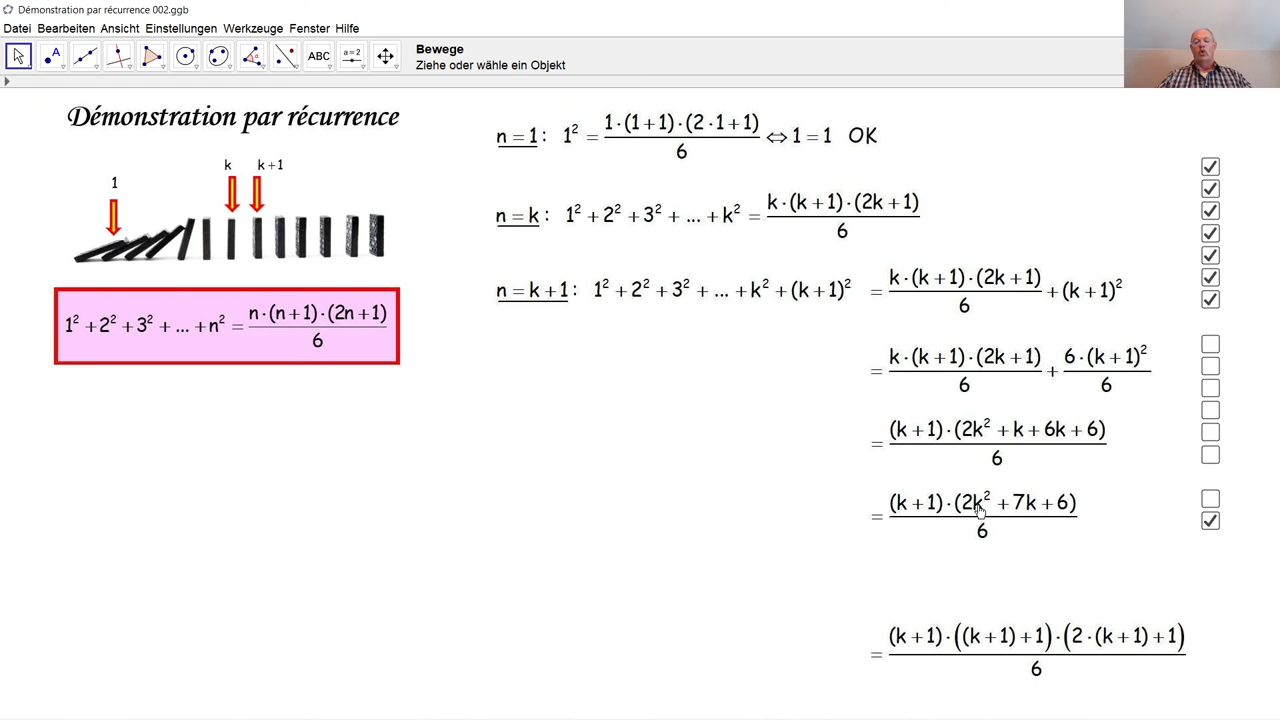 Démonstration par récurrence 002.ggb
Datei Bearbeiten Ansicht Einstellungen Werkzeuge Fenster Hilfe
A
ABC
a=2
Bewege
Ziehe oder wähle ein Objekt
Démonstration par récurrence
1
k
k+1
1² + 2² + 3² + ... + n² = n·(n+1)·(2n+1) / 6
n = 1 : 1² = 1·(1+1)·(2·1+1) / 6 ⇔ 1 = 1 OK
n = k : 1² + 2² + 3² + ... + k² = k·(k+1)·(2k+1) / 6
n = k+1 : 1² + 2² + 3² + ... + k² + (k+1)² = k·(k+1)·(2k+1) / 6 + (k+1)²
= k·(k+1)·(2k+1) / 6 + 6·(k+1)² / 6
= (k+1)·(2k² + k + 6k + 6) / 6
= (k+1)·(2k² + 7k + 6) / 6
= (k+1)·((k+1)+1)·(2·(k+1)+1) / 6